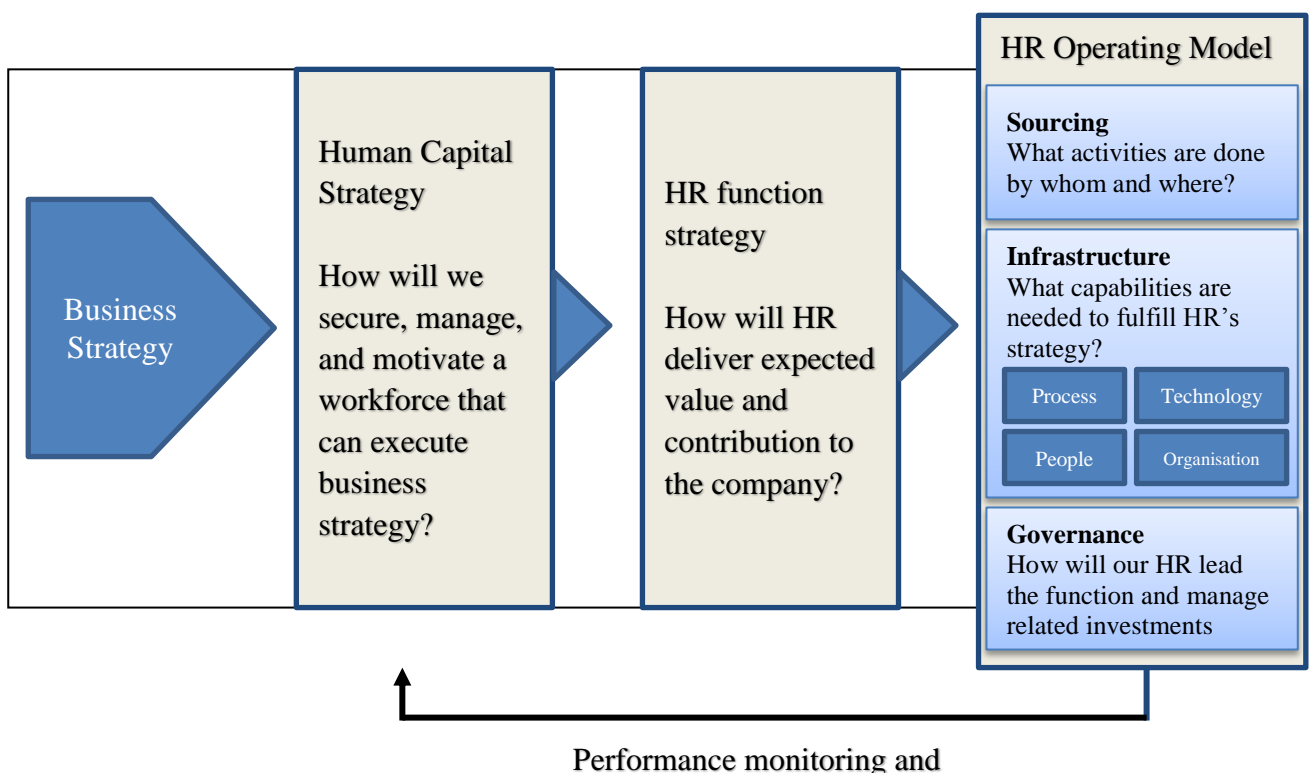 Business
Strategy
Human Capital
Strategy
How will we
secure, manage,
and motivate a
workforce that
can execute
business
strategy?
HR function
strategy
How will HR
deliver expected
value and
contribution to
the company?
HR Operating Model
Sourcing
What activities are done
by whom and where?
Infrastructure
What capabilities are
needed to fulfill HR’s
strategy?
Process
Technology
People
Organisation
Governance
How will our HR lead
the function and manage
related investments
Performance monitoring and